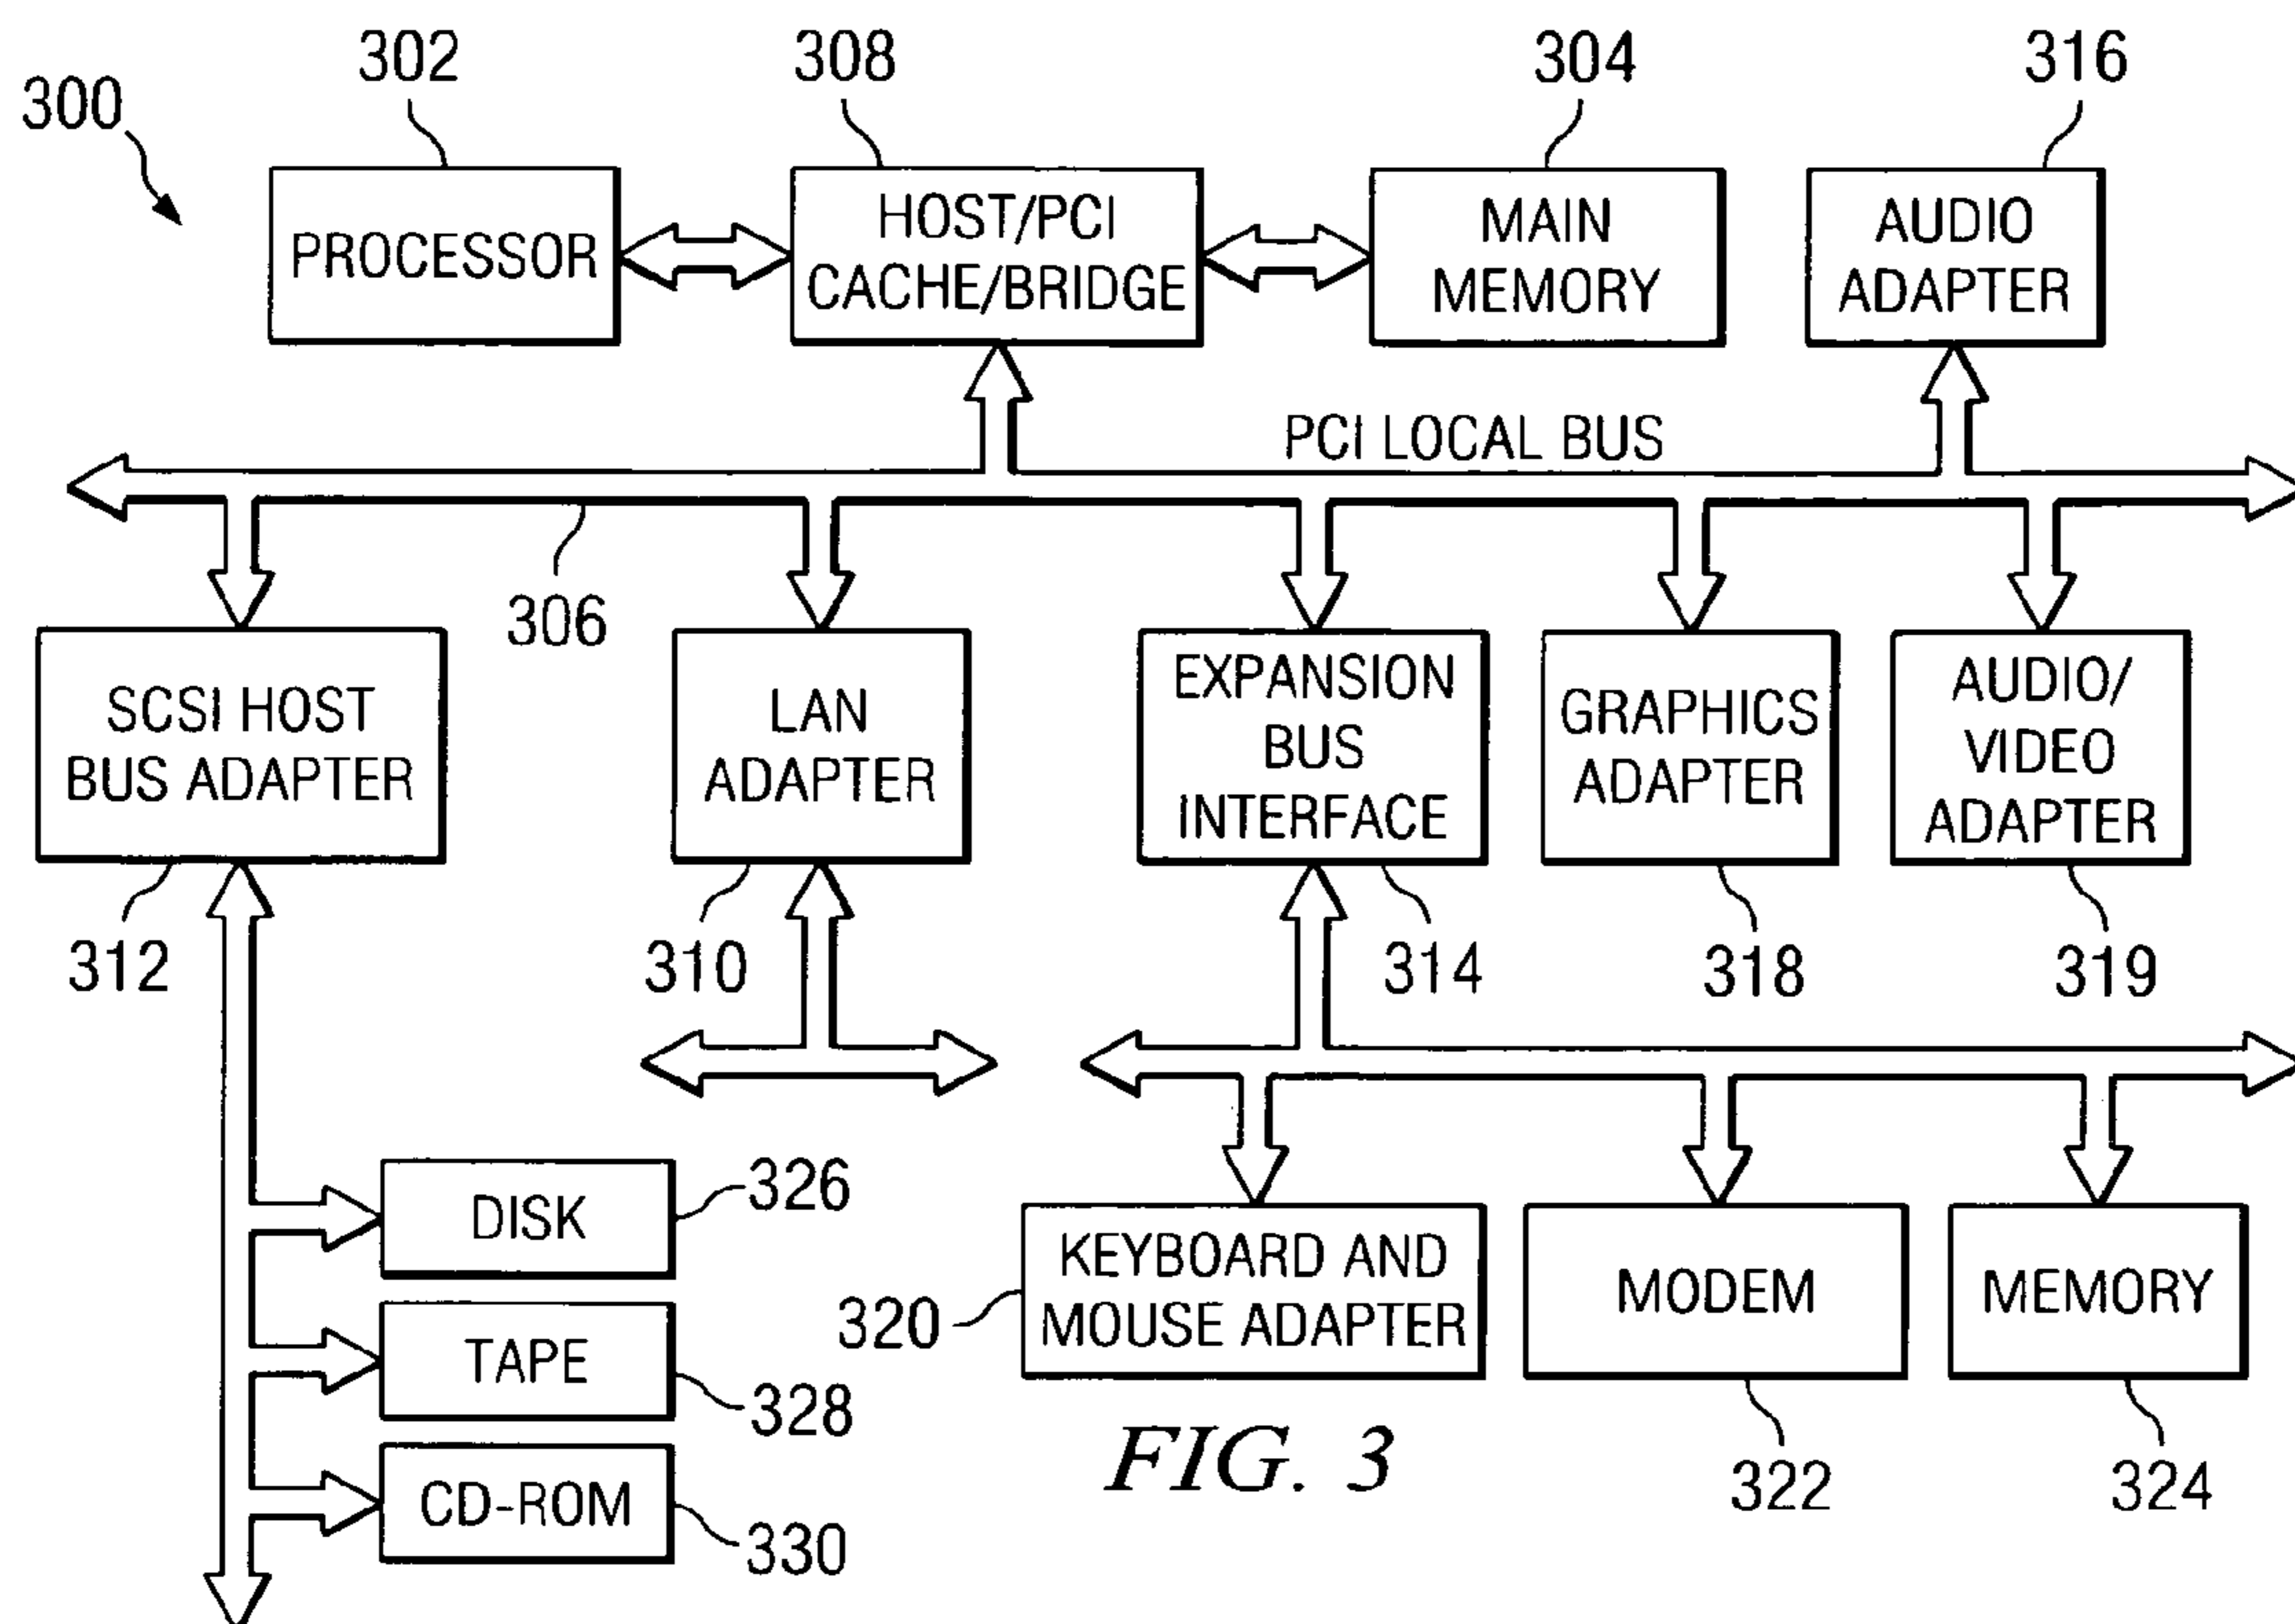 300
302
308
304
316
PROCESSOR
HOST/PCI
CACHE/BRIDGE
MAIN
MEMORY
AUDIO
ADAPTER
PCI LOCAL BUS
306
SCSI HOST
BUS ADAPTER
LAN
ADAPTER
EXPANSION
BUS
INTERFACE
GRAPHICS
ADAPTER
AUDIO/
VIDEO
ADAPTER
312
310
314
318
319
DISK
326
TAPE
328
CD-ROM
330
320
KEYBOARD AND
MOUSE ADAPTER
MODEM
MEMORY
322
324
FIG. 3